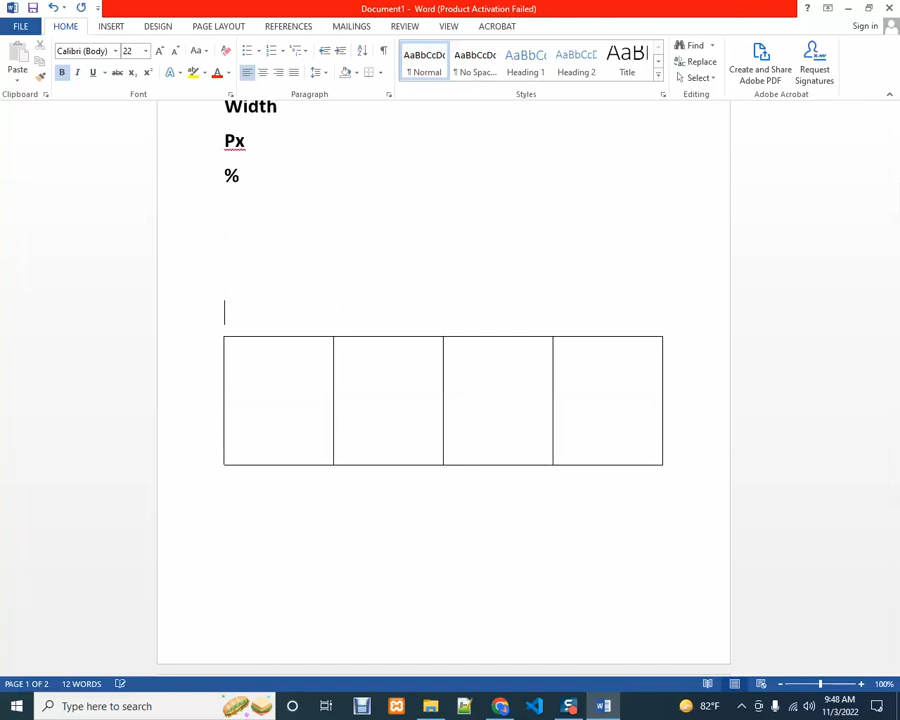 Document1 - Word (Product Activation Failed)
FILE HOME INSERT DESIGN PAGE LAYOUT REFERENCES MAILINGS REVIEW VIEW ACROBAT Sign in
Paste
Calibri (Body) 22
AaBbCcDc AaBbCcDc AaBbCc AaBbCcD AaBl
¶ Normal ¶ No Spac... Heading 1 Heading 2 Title
Find
Replace
Select
Create and Share Adobe PDF
Request Signatures
Clipboard Font Paragraph Styles Editing Adobe Acrobat
Width
Px
%
PAGE 1 OF 2 12 WORDS 100%
Type here to search 82°F 9:48 AM
11/3/2022